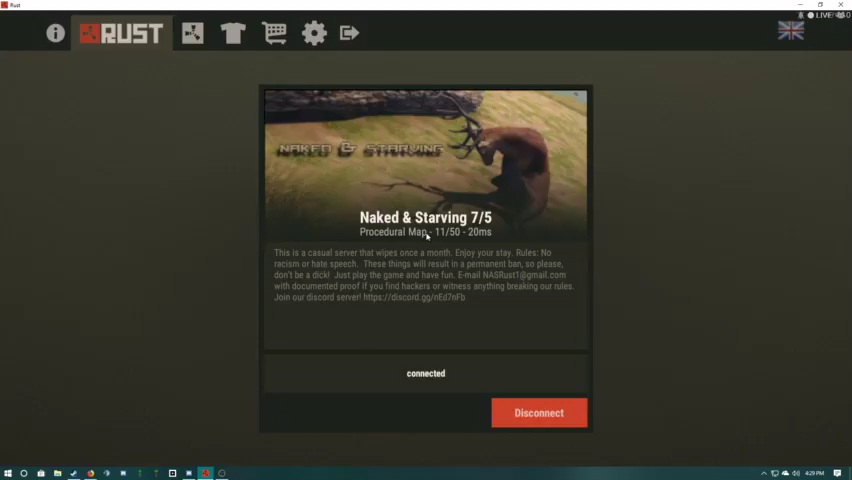 Rust
LIVE
RUST
NAKED & STARVING
Naked & Starving 7/5
Procedural Map - 11/50 - 20ms
This is a casual server that wipes once a month. Enjoy your stay. Rules: No
racism or hate speech. These things will result in a permanent ban, so please,
don't be a dick! Just play the game and have fun. E-mail NASRust1@gmail.com
with documented proof if you find hackers or witness anything breaking our rules.
Join our discord server! https://discord.gg/nEd7nFb
connected
Disconnect
4:29 PM